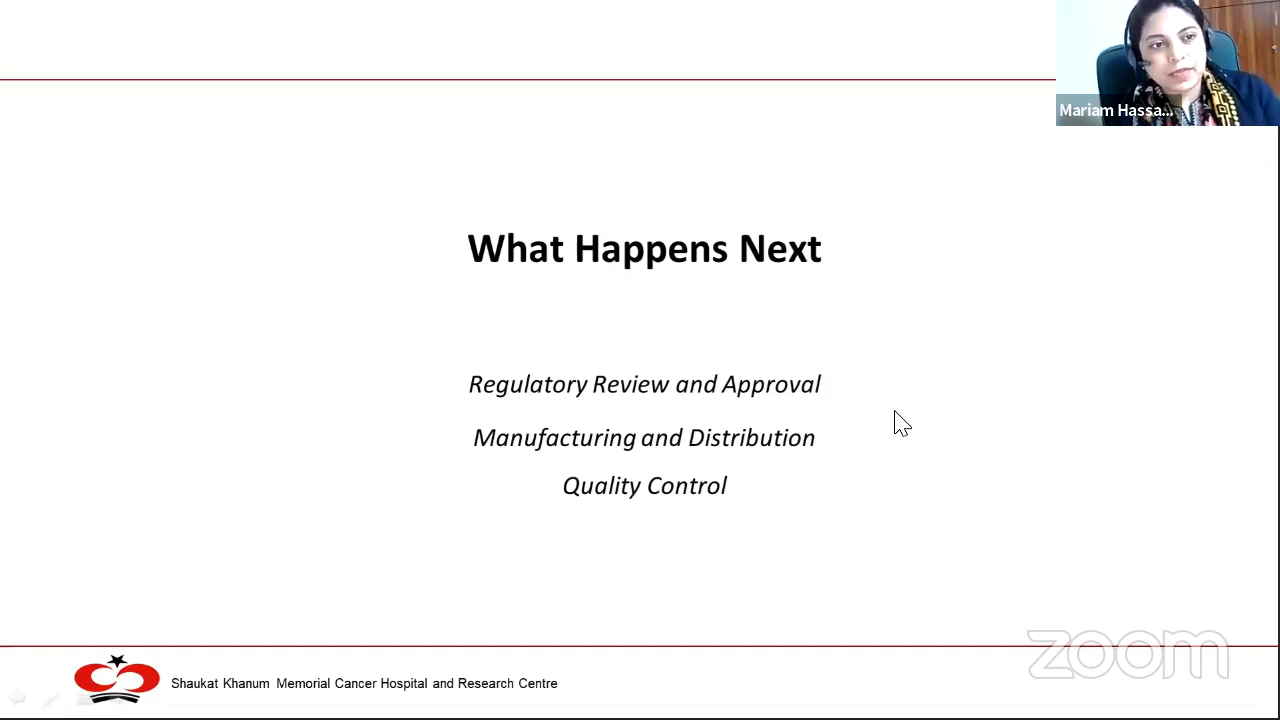 Mariam Hassa...
What Happens Next
Regulatory Review and Approval
Manufacturing and Distribution
Quality Control
zoom
Shaukat Khanum Memorial Cancer Hospital and Research Centre